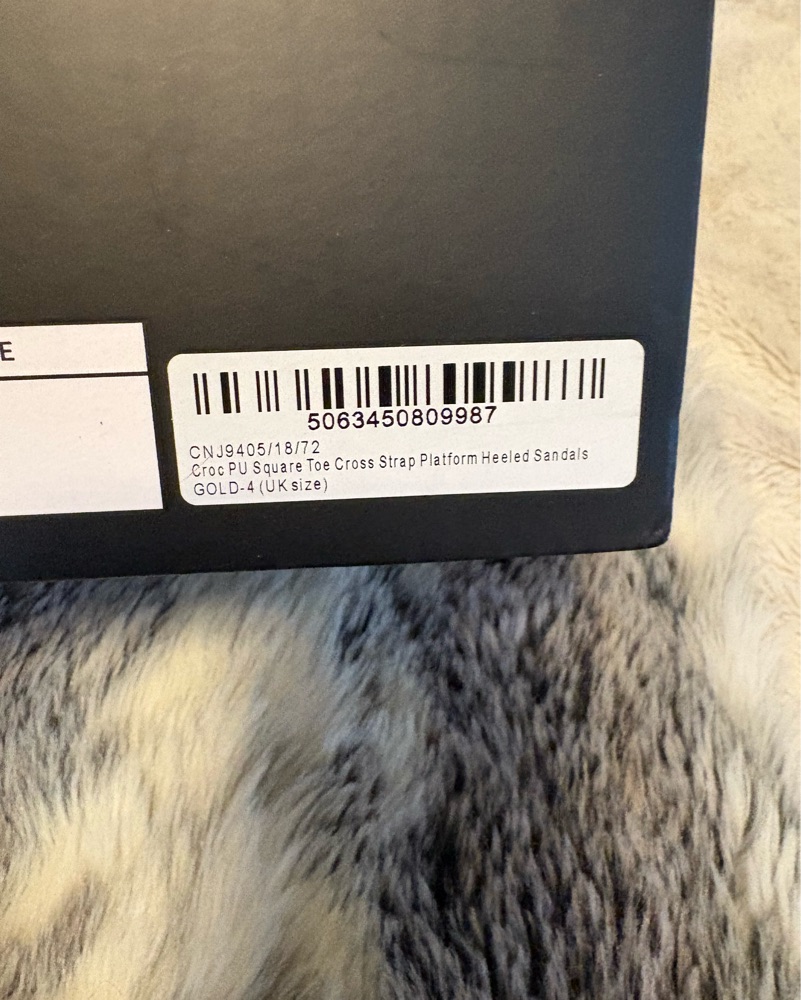 E
5063450809987
CNJ9405/18/72
Croc PU Square Toe Cross Strap Platform Heeled Sandals
GOLD-4 (UK size)